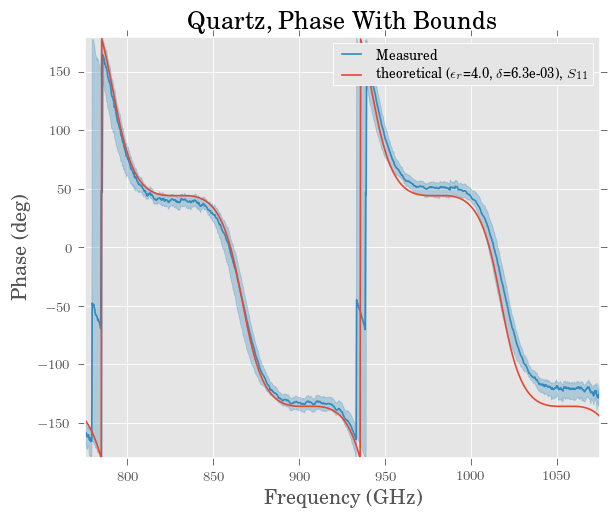 Quartz, Phase With Bounds
Measured
theoretical (ϵr=4.0, δ=6.3e-03), S11
Phase (deg)
150
100
50
0
−50
−100
−150
800
850
900
950
1000
1050
Frequency (GHz)